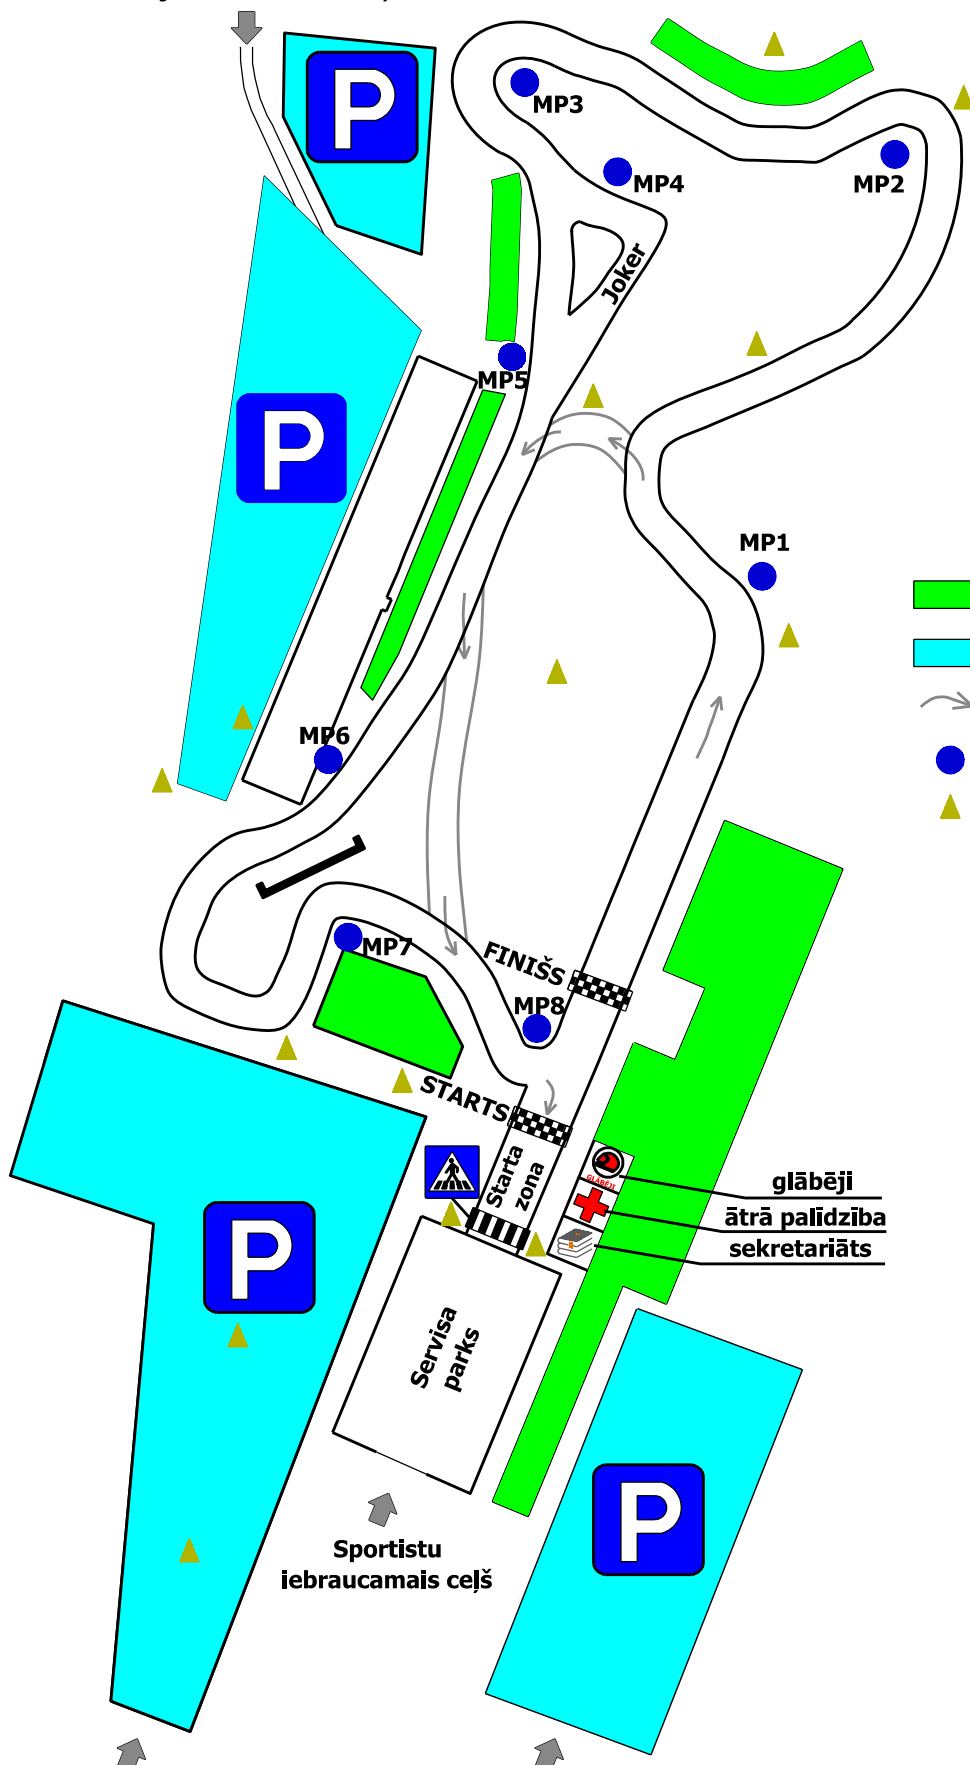 P
MP3
MP4
MP2
Joker
MP5
P
MP1
MP6
MP7
FINIŠS
MP8
STARTS
Starta
zona
GLĀBĒJI
glābēji
ātrā palīdzība
sekretariāts
P
Servisa
parks
P
Sportistu
iebraucamais ceļš